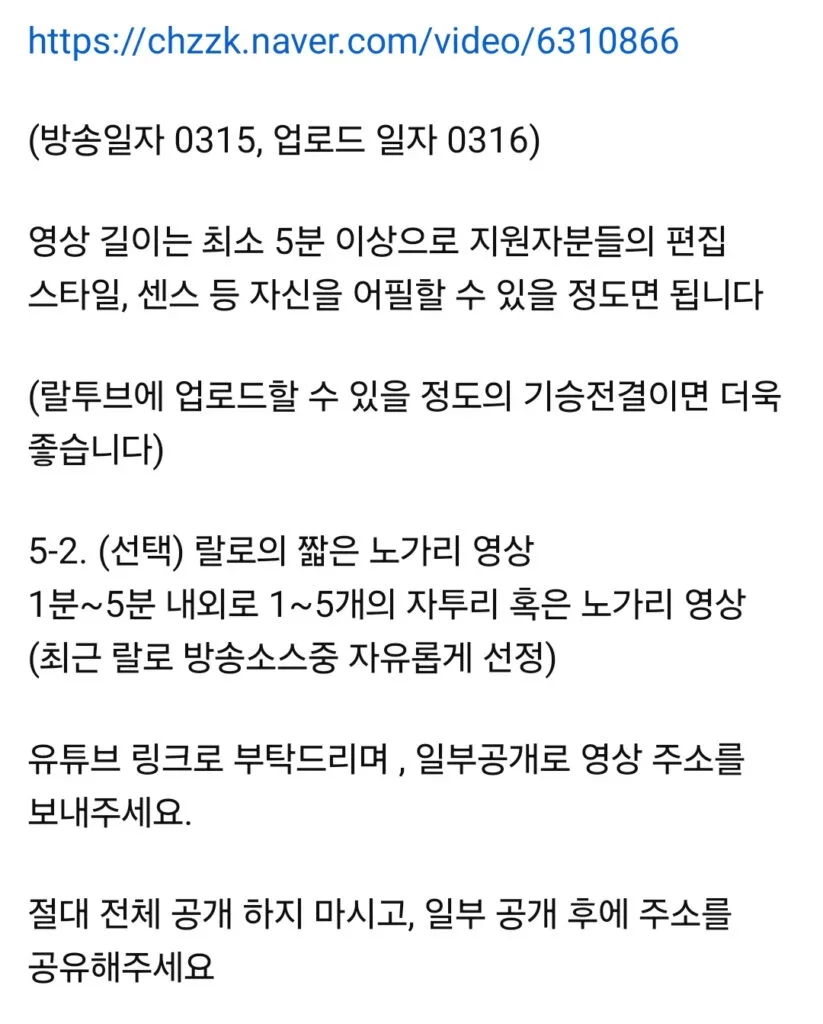 https://chzzk.naver.com/video/6310866
(방송일자 0315, 업로드 일자 0316)
영상 길이는 최소 5분 이상으로 지원자분들의 편집
스타일, 센스 등 자신을 어필할 수 있을 정도면 됩니다
(랄투브에 업로드할 수 있을 정도의 기승전결이면 더욱
좋습니다)
5-2. (선택) 랄로의 짧은 노가리 영상
1분~5분 내외로 1~5개의 자투리 혹은 노가리 영상
(최근 랄로 방송소스중 자유롭게 선정)
유튜브 링크로 부탁드리며 , 일부공개로 영상 주소를
보내주세요.
절대 전체 공개 하지 마시고, 일부 공개 후에 주소를
공유해주세요